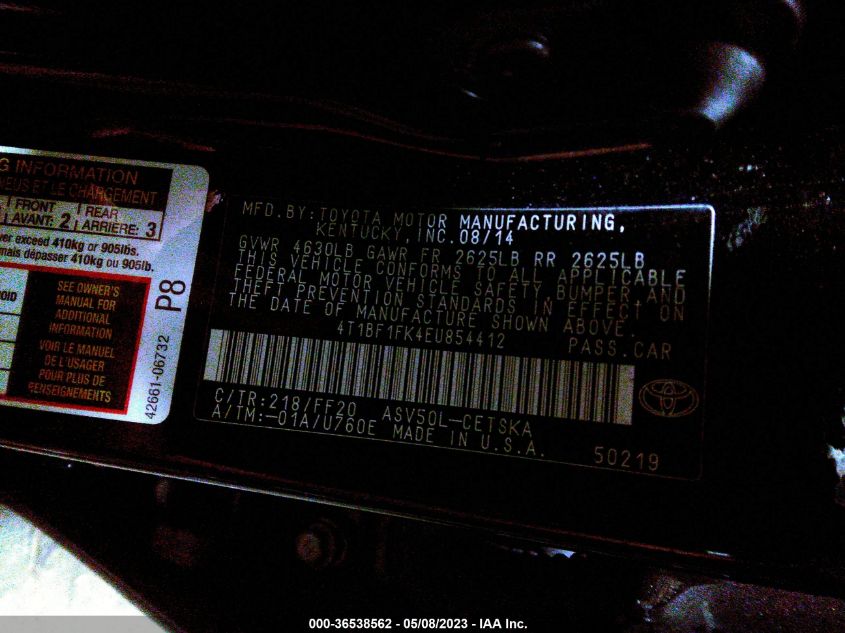 G INFORMATION
NEUS ET LE CHARGEMENT
FRONT
AVANT: 2
REAR
ARRIERE: 3
ver exceed 410kg or 905lbs.
mais dépasser 410kg ou 905lb.
OID
SEE OWNER'S
MANUAL FOR
ADDITIONAL
INFORMATION
VOIR LE MANUEL
DE L'USAGER
POUR PLUS DE
RENSEIGNEMENTS
P8
42661-06732
MFD.BY:TOYOTA MOTOR MANUFACTURING,
KENTUCKY, INC.08/14
GVWR 4630LB GAWR FR 2625LB RR 2625LB
THIS VEHICLE CONFORMS TO ALL APPLICABLE
FEDERAL MOTOR VEHICLE SAFETY, BUMPER, AND
THEFT PREVENTION STANDARDS IN EFFECT ON
THE DATE OF MANUFACTURE SHOWN ABOVE.
4T1BF1FK4EU854412 PASS.CAR
C/TR:218/FF20 ASV50L-CETSKA
A/TM:-01A/U760E MADE IN U.S.A.
50219
000-36538562 - 05/08/2023 - IAA Inc.